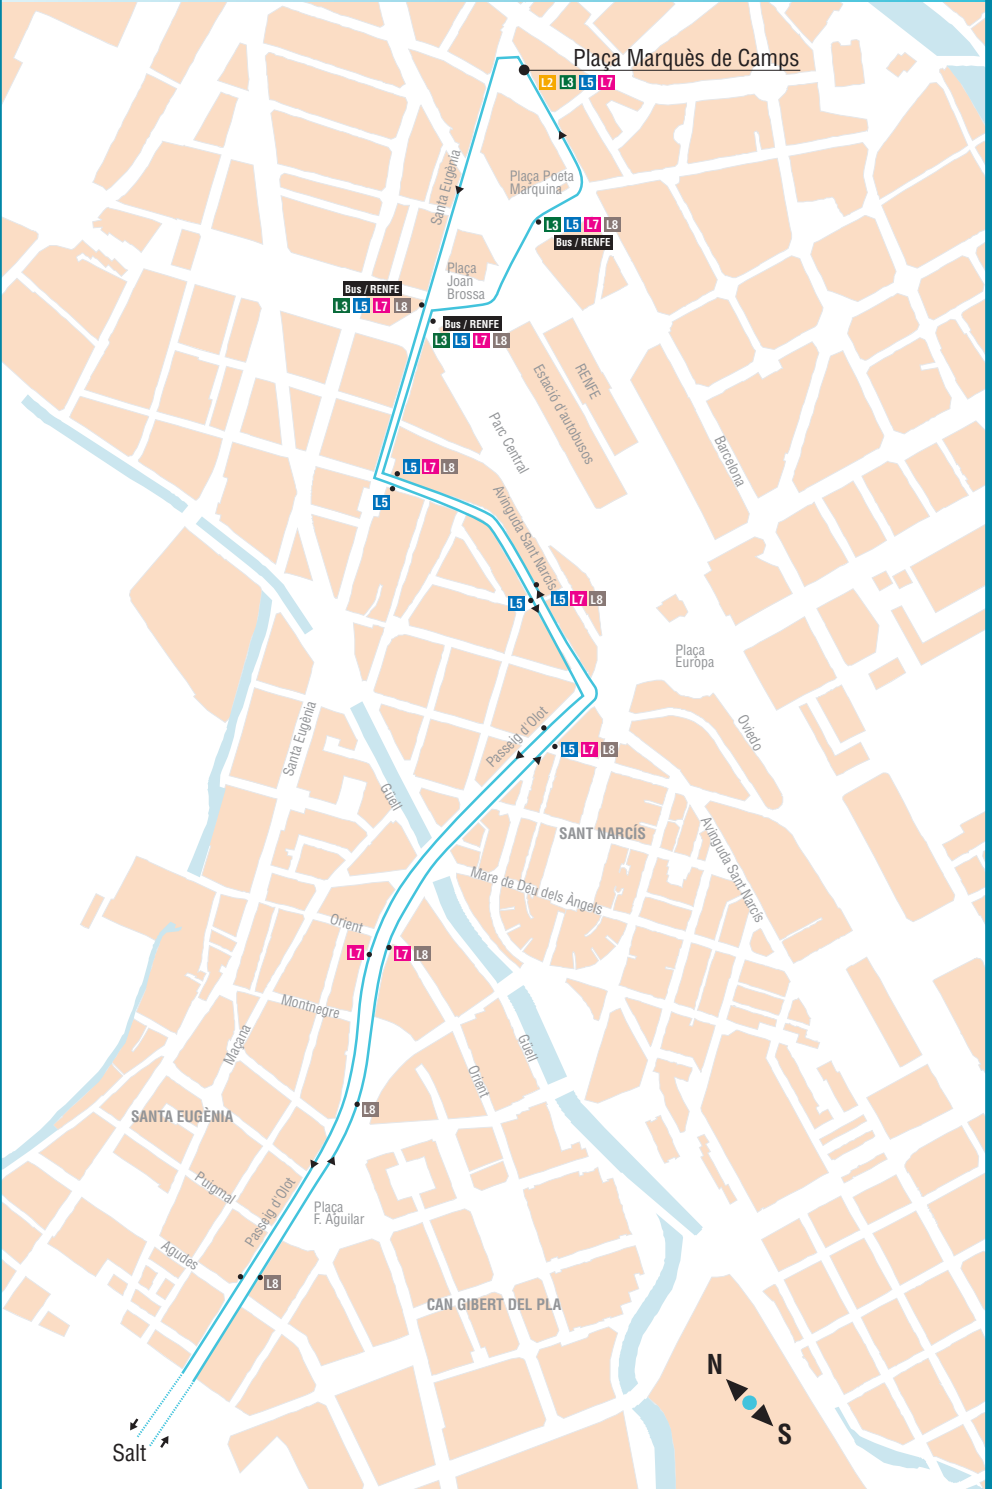 Plaça Marquès de Camps
L2 L3 L5 L7
Santa Eugènia
Plaça Poeta
Marquina
L3 L5 L7 L8
Bus / RENFE
Plaça
Joan
Brossa
Bus / RENFE
L3 L5 L7 L8
Bus / RENFE
L3 L5 L7 L8
RENFE
Estació d'autobusos
Parc Central
Barcelona
L5 L7 L8
L5
Avinguda Sant Narcís
L5
L5 L7 L8
Plaça
Europa
Oviedo
Santa Eugènia
Passeig d'Olot
L5 L7 L8
Güell
SANT NARCÍS
Avinguda Sant Narcís
Mare de Déu dels Àngels
Orient
L7
L7 L8
Montnegre
Maçana
Güell
Orient
L8
SANTA EUGÈNIA
Puigmal
Passeig d'Olot
Plaça
F. Aguilar
Agudes
L8
CAN GIBERT DEL PLA
N
S
Salt